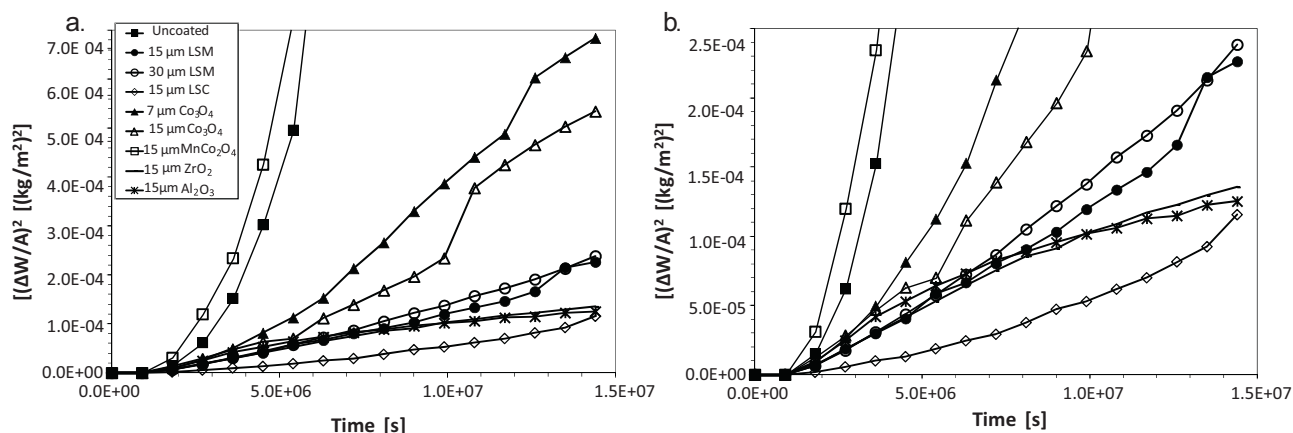 a.
Uncoated
15 µm LSM
30 µm LSM
15 µm LSC
7 µm Co₃O₄
15 µm Co₃O₄
15 µm MnCo₂O₄
15 µm ZrO₂
15µm Al₂O₃
[(ΔW/A)² [(kg/m²)²]
7.0E 04
6.0E 04
5.0E 04
4.0E-04
3.0E-04
2.0E-04
1.0E-04
0.0E+00
0.0E+00
5.0E+06
1.0E+07
1.5E+07
Time [s]
b.
[(ΔW/A)² [(kg/m²)²]
2.5E-04
2.0E-04
1.5E-04
1.0E-04
5.0E-05
0.0E+00
0.0E+00
5.0E+06
1.0E+07
1.5E+07
Time [s]